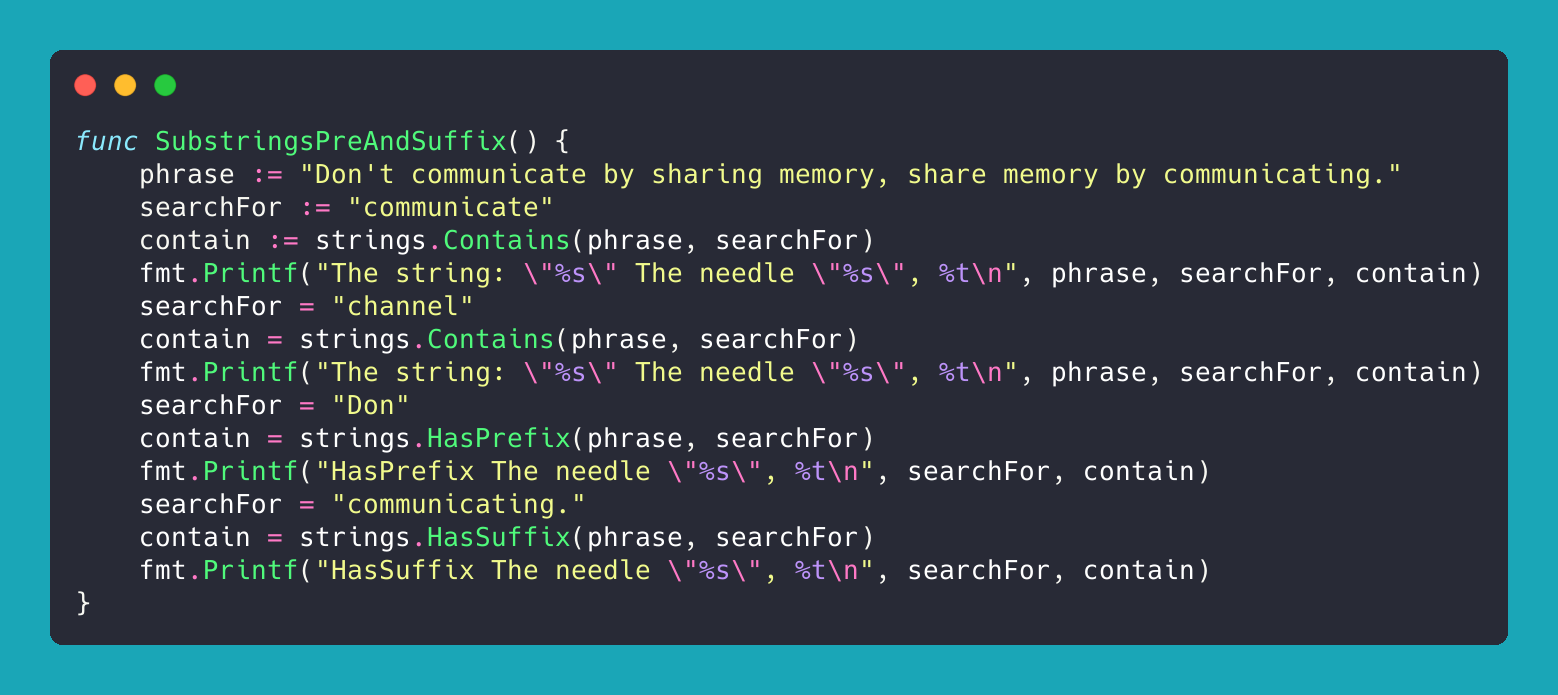 func SubstringsPreAndSuffix() {
    phrase := "Don't communicate by sharing memory, share memory by communicating."
    searchFor := "communicate"
    contain := strings.Contains(phrase, searchFor)
    fmt.Printf("The string: \"%s\" The needle \"%s\", %t\n", phrase, searchFor, contain)
    searchFor = "channel"
    contain = strings.Contains(phrase, searchFor)
    fmt.Printf("The string: \"%s\" The needle \"%s\", %t\n", phrase, searchFor, contain)
    searchFor = "Don"
    contain = strings.HasPrefix(phrase, searchFor)
    fmt.Printf("HasPrefix The needle \"%s\", %t\n", searchFor, contain)
    searchFor = "communicating."
    contain = strings.HasSuffix(phrase, searchFor)
    fmt.Printf("HasSuffix The needle \"%s\", %t\n", searchFor, contain)
}